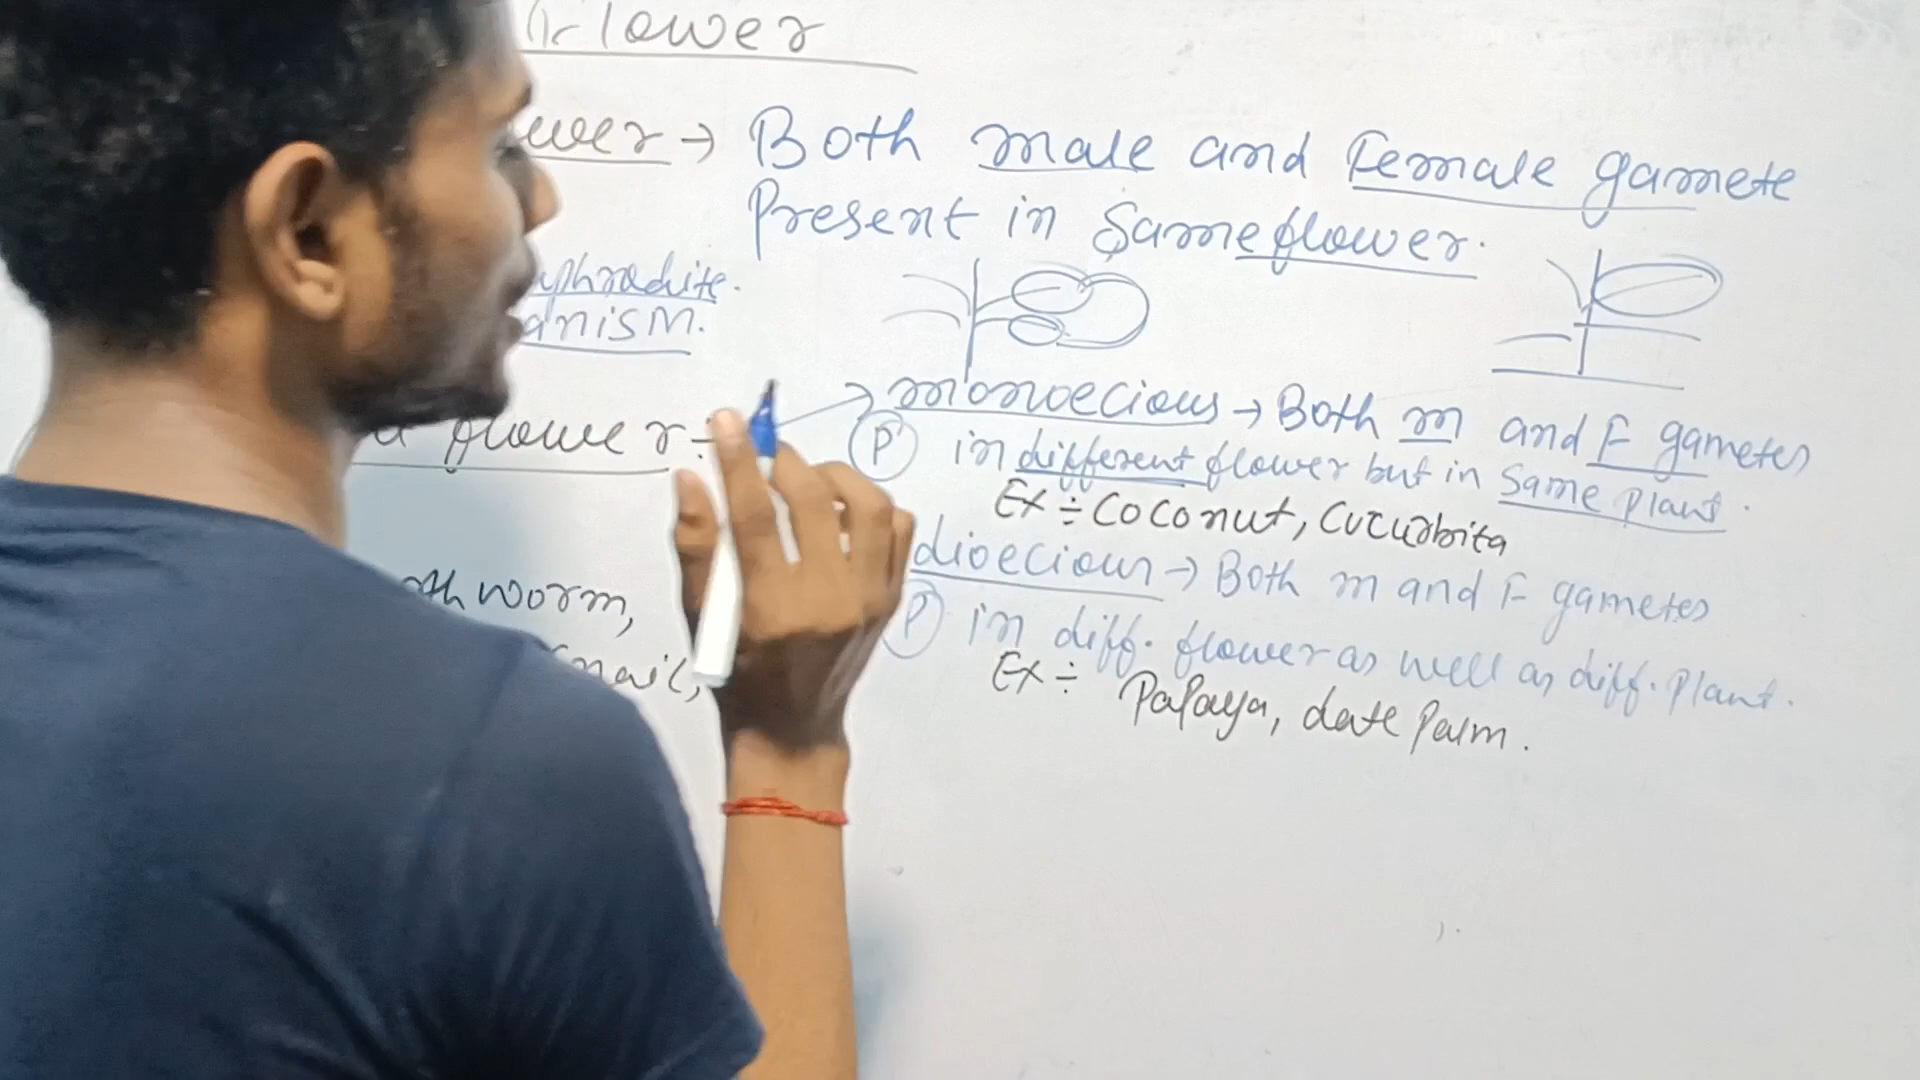 lower
wer → Both male and Female gamete
Present in Same flower.
phradite.
anism.
flower ÷ → monoecious → Both m and F gametes
(P) in different flower but in Same plant.
Ex ÷ Coconut, Cucurbita
dioecious → Both m and F gametes
(P) in diff. flower as well as diff. plant.
Ex ÷ Papaya, date palm.
worm,
nail,